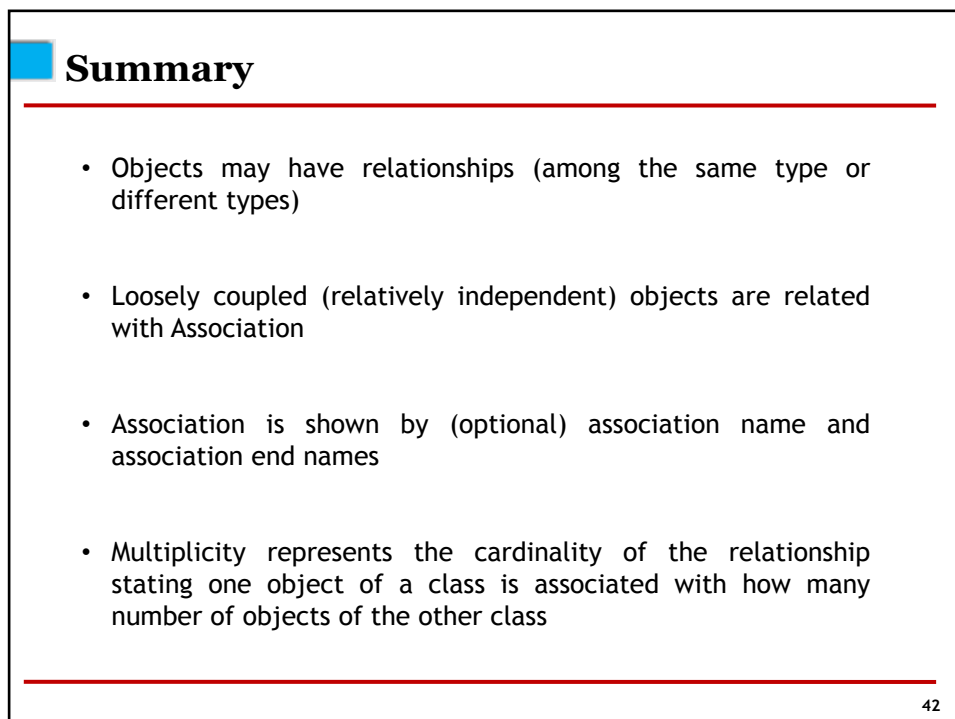 Summary
• Objects may have relationships (among the same type or
different types)
• Loosely coupled (relatively independent) objects are related
with Association
• Association is shown by (optional) association name and
association end names
• Multiplicity represents the cardinality of the relationship
stating one object of a class is associated with how many
number of objects of the other class
42